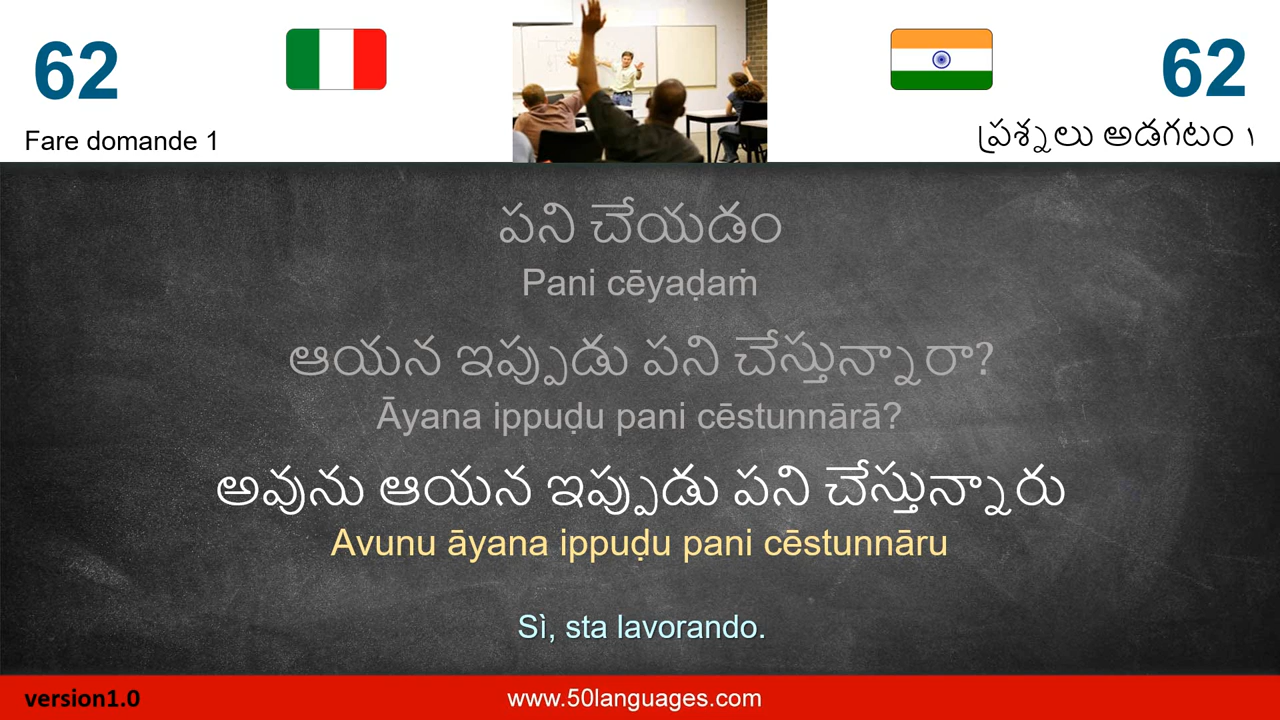 62
62
Fare domande 1
ప్రశ్నలు అడగటం ౧
పని చేయడం
Pani cēyaḍaṁ
ఆయన ఇప్పుడు పని చేస్తున్నారా?
Āyana ippuḍu pani cēstunnārā?
అవును ఆయన ఇప్పుడు పని చేస్తున్నారు
Avunu āyana ippuḍu pani cēstunnāru
Sì, sta lavorando.
version1.0
www.50languages.com